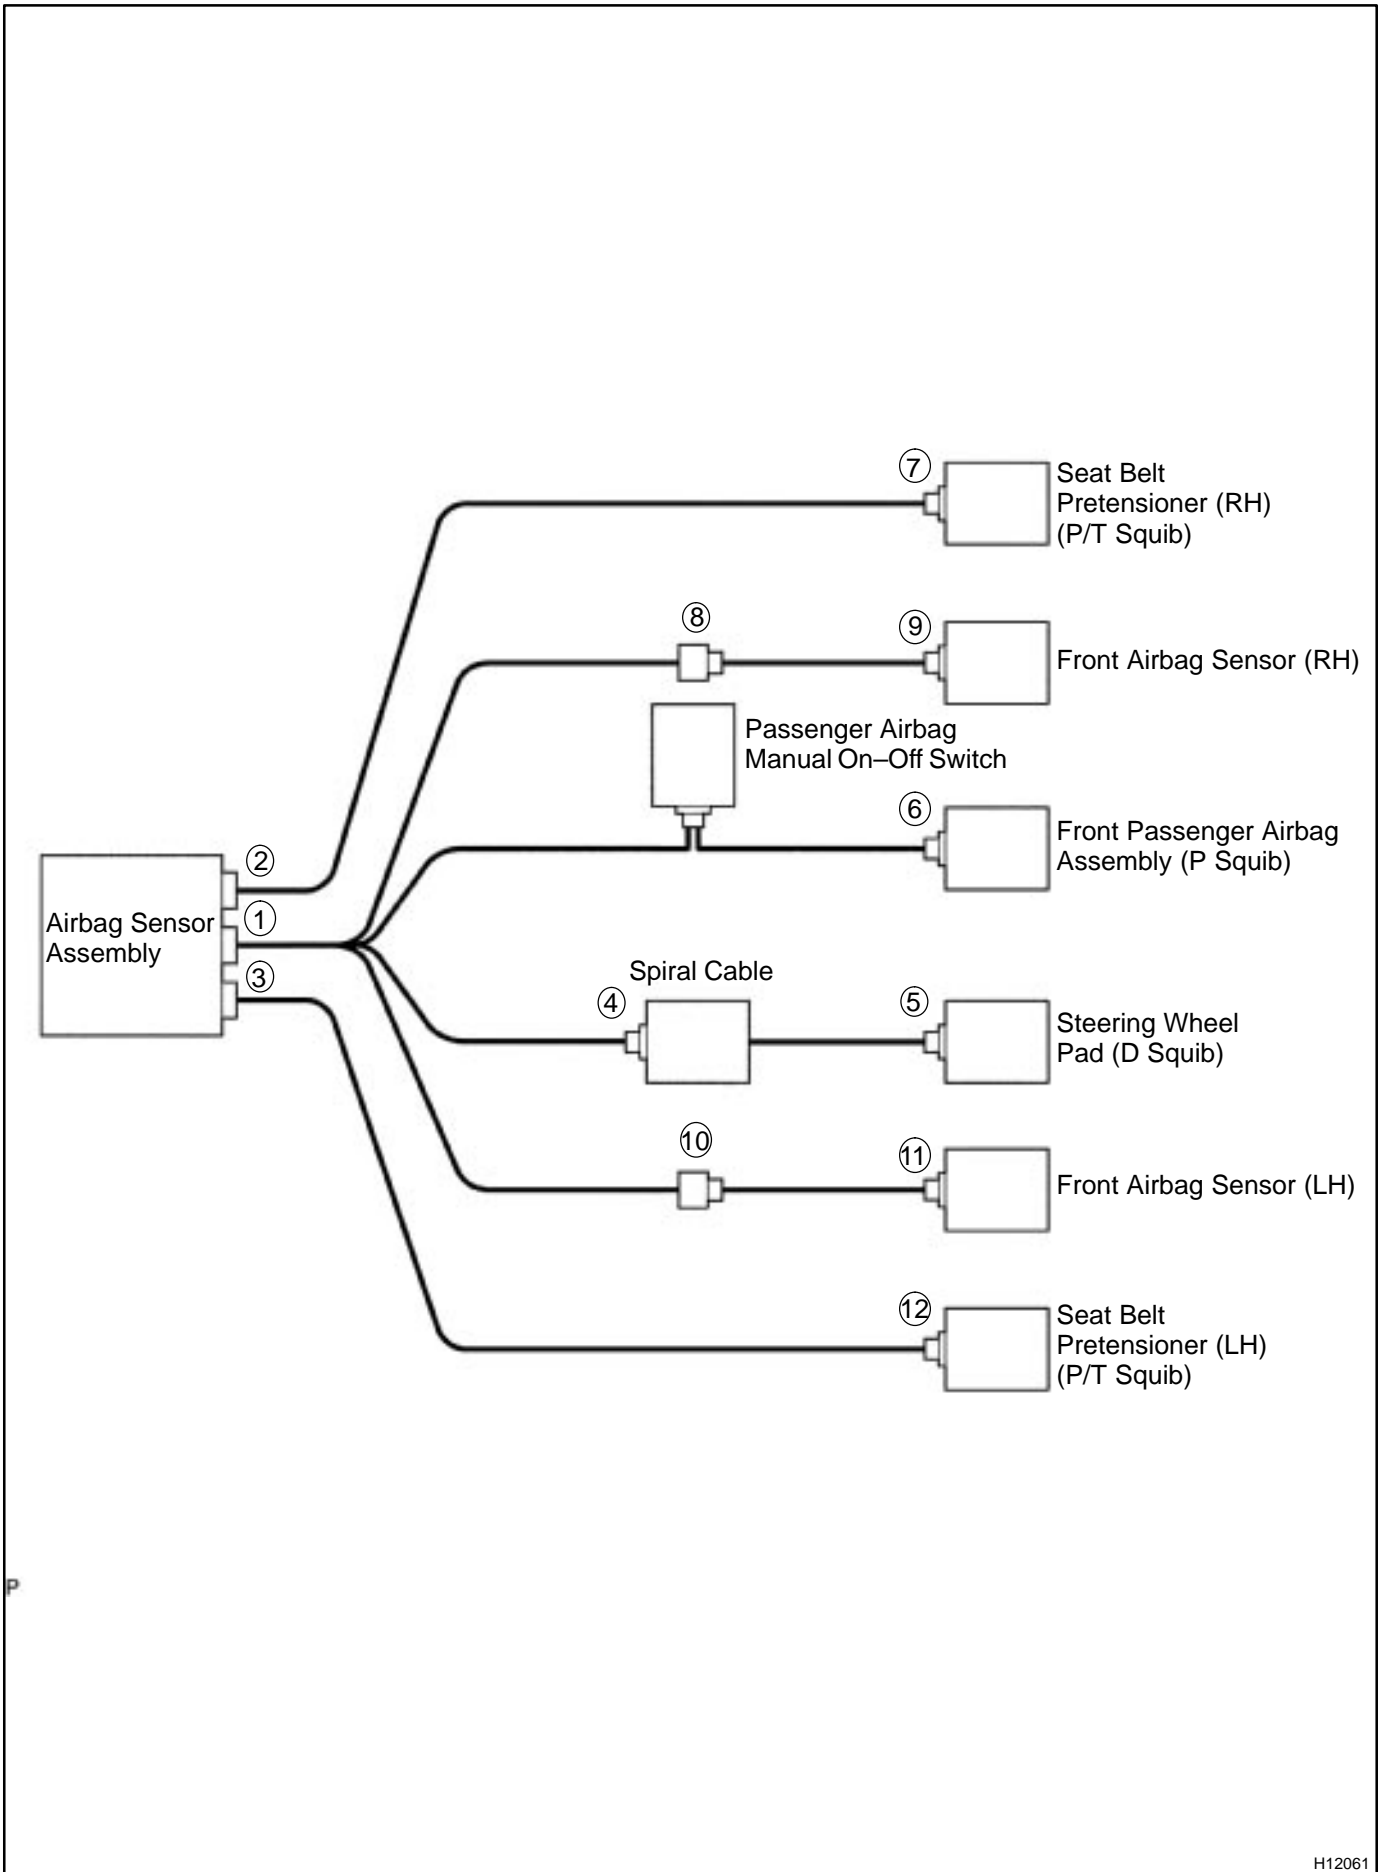 7
Seat Belt
Pretensioner (RH)
(P/T Squib)
8
9
Front Airbag Sensor (RH)
Passenger Airbag
Manual On–Off Switch
6
Front Passenger Airbag
Assembly (P Squib)
2
1
Airbag Sensor
Assembly
3
Spiral Cable
4
5
Steering Wheel
Pad (D Squib)
10
11
Front Airbag Sensor (LH)
12
Seat Belt
Pretensioner (LH)
(P/T Squib)
P
H12061